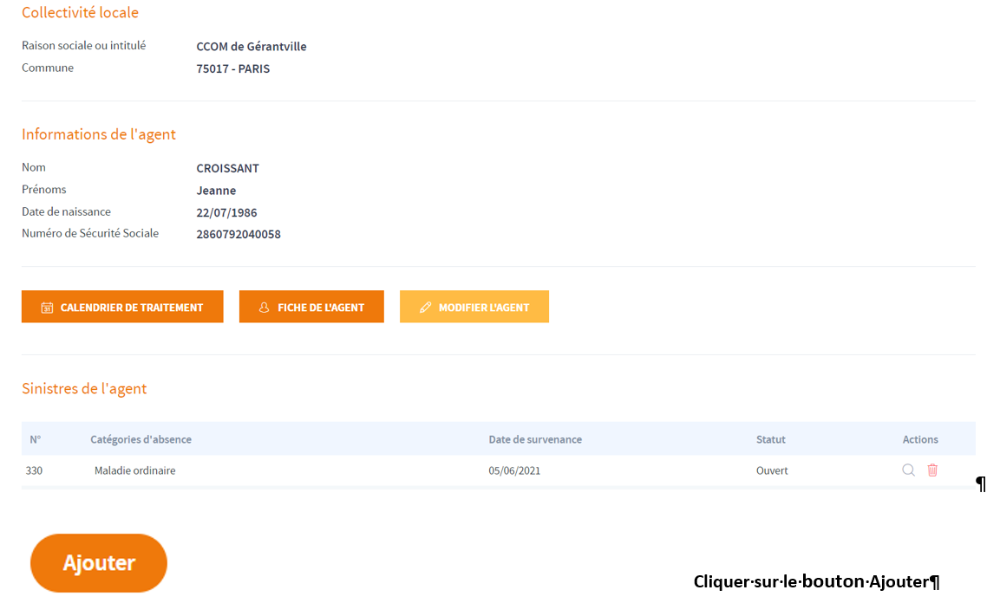 Collectivité locale
Raison sociale ou intitulé CCOM de Gérantville
Commune 75017 - PARIS
Informations de l'agent
Nom CROISSANT
Prénoms Jeanne
Date de naissance 22/07/1986
Numéro de Sécurité Sociale 2860792040058
CALENDRIER DE TRAITEMENT FICHE DE L'AGENT MODIFIER L'AGENT
Sinistres de l'agent
N° Catégories d'absence Date de survenance Statut Actions
330 Maladie ordinaire 05/06/2021 Ouvert
¶
Ajouter
Cliquer·sur·le·bouton·Ajouter¶